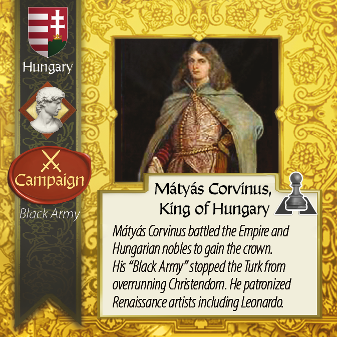 Hungary
Campaign
Black Army
Mátyás Corvinus,
King of Hungary
Mátyás Corvinus battled the Empire and
Hungarian nobles to gain the crown.
His “Black Army” stopped the Turk from
overrunning Christendom. He patronized
Renaissance artists including Leonardo.